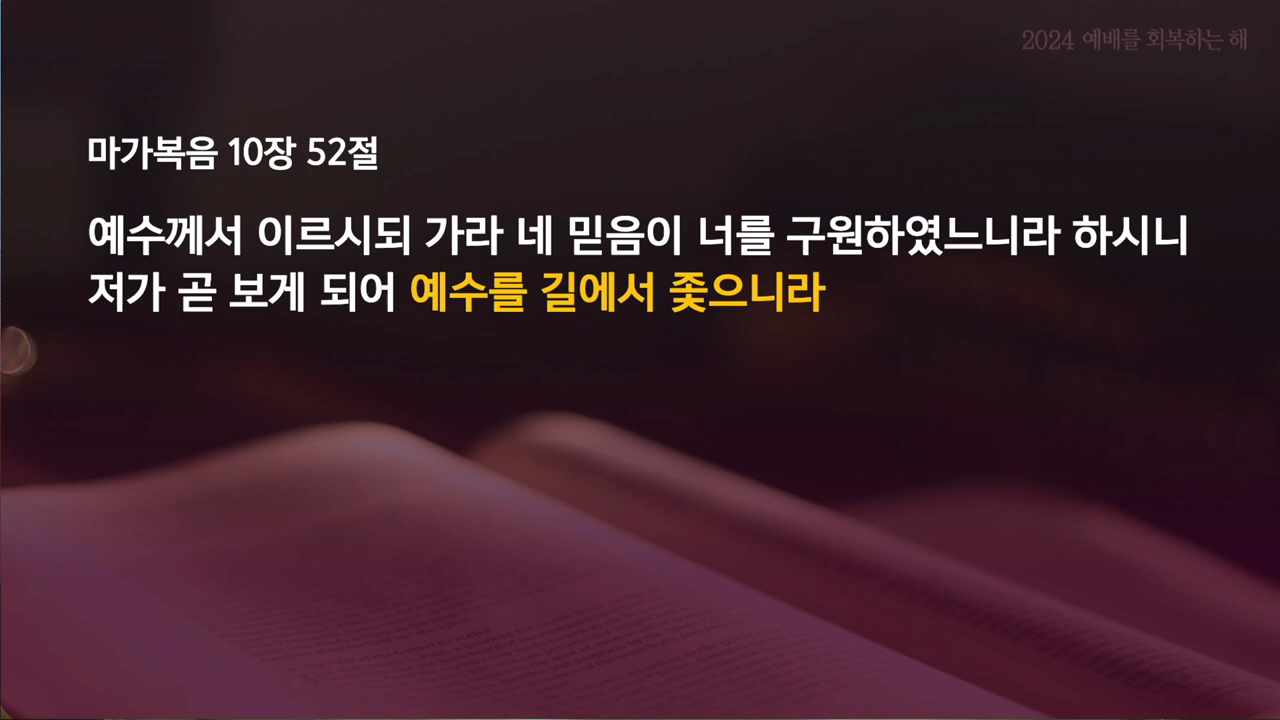 2024 예배를 회복하는 해
마가복음 10장 52절
예수께서 이르시되 가라 네 믿음이 너를 구원하였느니라 하시니
저가 곧 보게 되어 예수를 길에서 좇으니라